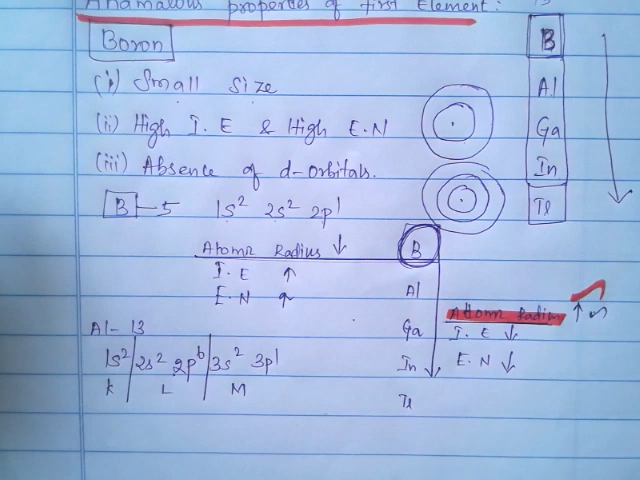 Anamalous properties of first Element:
Boron
(i) Small Size
(ii) High I.E & High E.N
(iii) Absence of d-orbitals.
B - 5 1s² 2s² 2p¹
B
Al
Ga
In
Tl
Atomic Radius ↓
I.E ↑
E.N ↑
B
Al
Ga
In
Tl
Atomic Radius ↑
I.E ↓
E.N ↓
Al - 13
1s² | 2s² 2p⁶ | 3s² 3p¹
K L M